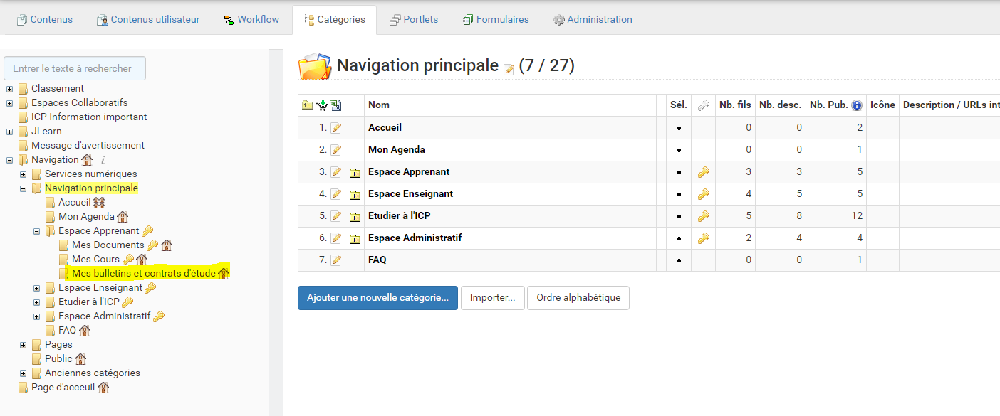 Contenus Contenus utilisateur Workflow Catégories Portlets Formulaires Administration
Entrer le texte à rechercher
Classement
Espaces Collaboratifs
ICP Information important
JLearn
Message d'avertissement
Navigation i
Services numériques
Navigation principale
Accueil
Mon Agenda
Espace Apprenant
Mes Documents
Mes Cours
Mes bulletins et contrats d'étude
Espace Enseignant
Etudier à l'ICP
Espace Administratif
FAQ
Pages
Public
Anciennes catégories
Page d'acceuil
Navigation principale (7 / 27)
Nom Sél. Nb. fils Nb. desc. Nb. Pub. Icône Description / URLs int
1. Accueil • 0 0 2
2. Mon Agenda • 0 0 1
3. Espace Apprenant • 3 3 5
4. Espace Enseignant • 4 5 5
5. Etudier à l'ICP • 5 8 12
6. Espace Administratif • 2 4 4
7. FAQ • 0 0 1
Ajouter une nouvelle catégorie... Importer... Ordre alphabétique